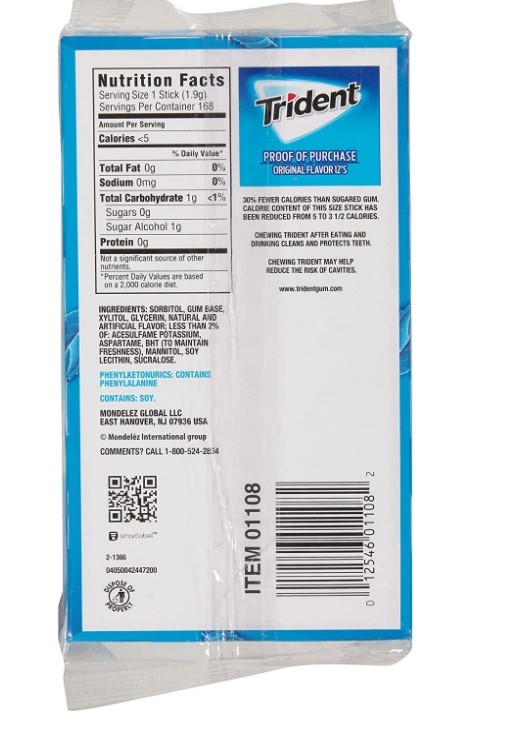 Nutrition Facts
Serving Size 1 Stick (1.9g)
Servings Per Container 168
Amount Per Serving
Calories <5
% Daily Value*
Total Fat 0g 0%
Sodium 0mg 0%
Total Carbohydrate 1g <1%
Sugars 0g
Sugar Alcohol 1g
Protein 0g
Not a significant source of other
nutrients.
*Percent Daily Values are based
on a 2,000 calorie diet.
INGREDIENTS: SORBITOL, GUM BASE,
XYLITOL, GLYCERIN, NATURAL AND
ARTIFICIAL FLAVOR; LESS THAN 2%
OF: ACESULFAME POTASSIUM,
ASPARTAME, BHT (TO MAINTAIN
FRESHNESS), MANNITOL, SOY
LECITHIN, SUCRALOSE.
PHENYLKETONURICS: CONTAINS
PHENYLALANINE
CONTAINS: SOY.
MONDELEZ GLOBAL LLC
EAST HANOVER, NJ 07936 USA
© Mondelēz International group
COMMENTS? CALL 1-800-524-2854
smartlabel™
2-1366
04050042447200
DISPOSE OF
PROPERLY
Trident
PROOF OF PURCHASE
ORIGINAL FLAVOR 12'S
30% FEWER CALORIES THAN SUGARED GUM.
CALORIE CONTENT OF THIS SIZE STICK HAS
BEEN REDUCED FROM 5 TO 3 1/2 CALORIES.
CHEWING TRIDENT AFTER EATING AND
DRINKING CLEANS AND PROTECTS TEETH.
CHEWING TRIDENT MAY HELP
REDUCE THE RISK OF CAVITIES.
www.tridentgum.com
ITEM 01108
0 12546 01108 2